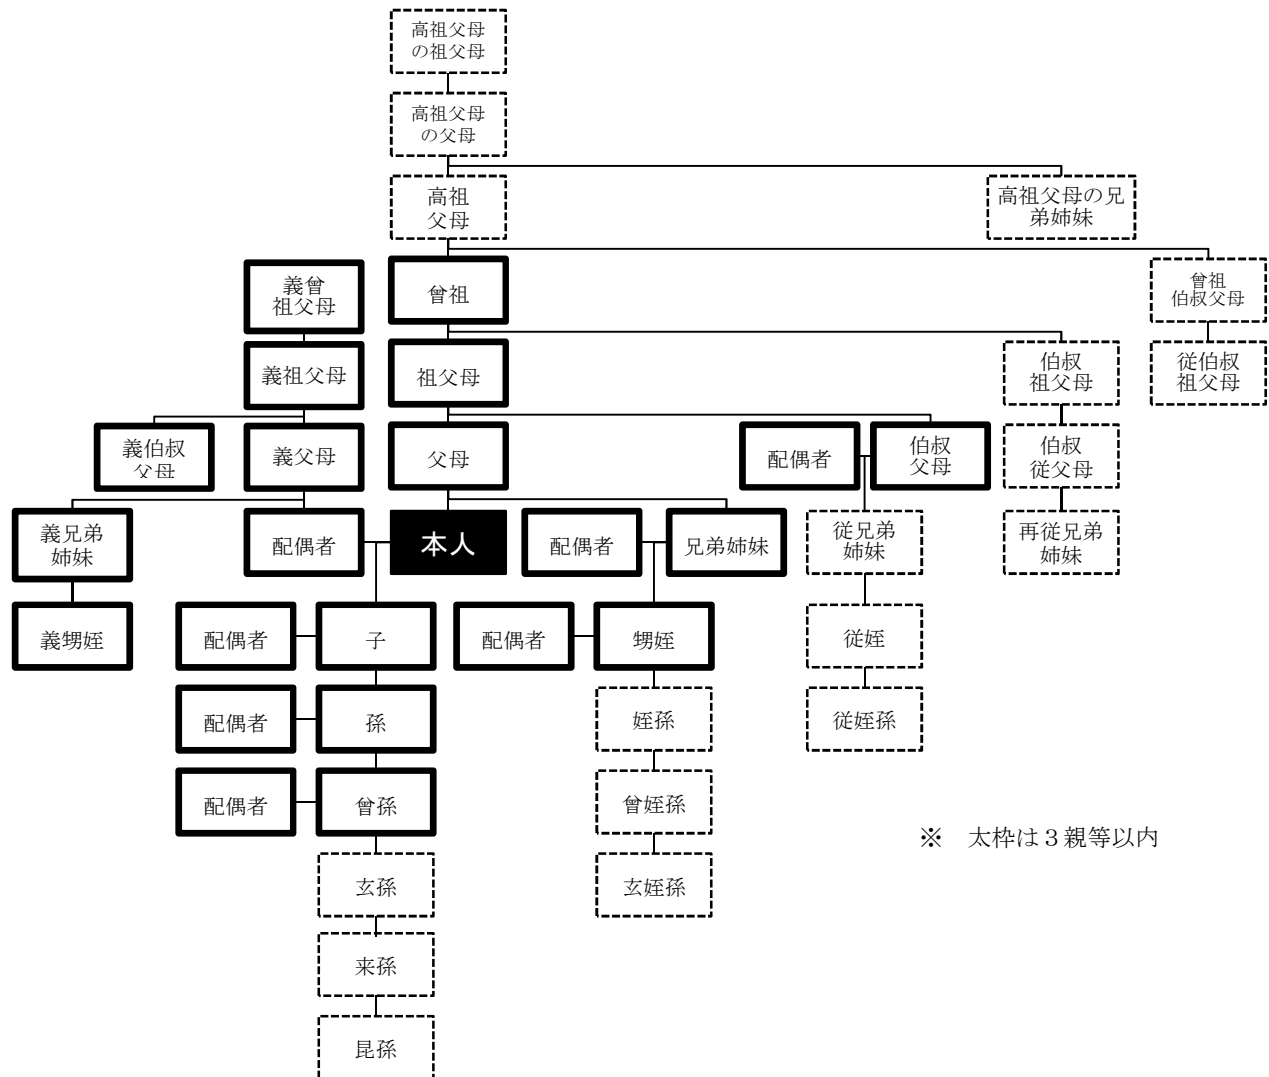 高祖父母
の祖父母
高祖父母
の父母
高祖
父母
高祖父母の兄
弟姉妹
義曾
祖父母
曾祖
曾祖
伯叔父母
義祖父母
祖父母
伯叔
祖父母
従伯叔
祖父母
義伯叔
父母
義父母
父母
配偶者
伯叔
父母
伯叔
従父母
義兄弟
姉妹
配偶者
本人
配偶者
兄弟姉妹
従兄弟
姉妹
再従兄弟
姉妹
義甥姪
配偶者
子
配偶者
甥姪
従姪
配偶者
孫
姪孫
従姪孫
配偶者
曾孫
曾姪孫
※　太枠は３親等以内
玄孫
玄姪孫
来孫
昆孫